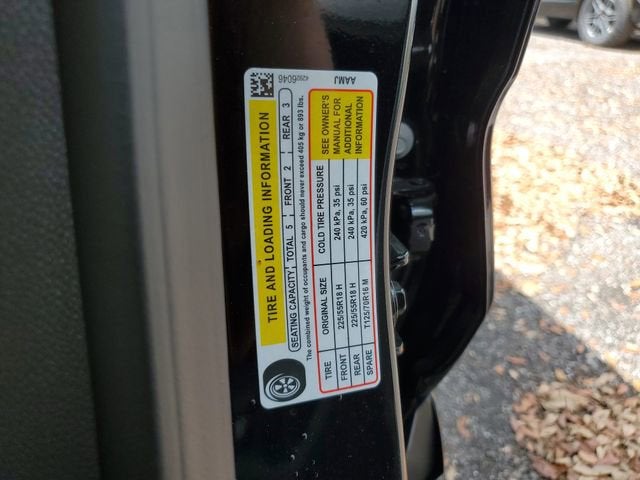 42926046 AAMJ
TIRE AND LOADING INFORMATION
SEATING CAPACITY TOTAL 5 FRONT 2 REAR 3
The combined weight of occupants and cargo should never exceed 405 kg or 893 lbs.
TIRE ORIGINAL SIZE COLD TIRE PRESSURE
FRONT 225/55R18 H 240 kPa, 35 psi
REAR 225/55R18 H 240 kPa, 35 psi
SPARE T125/70R16 M 420 kPa, 60 psi
SEE OWNER'S
MANUAL FOR
ADDITIONAL
INFORMATION